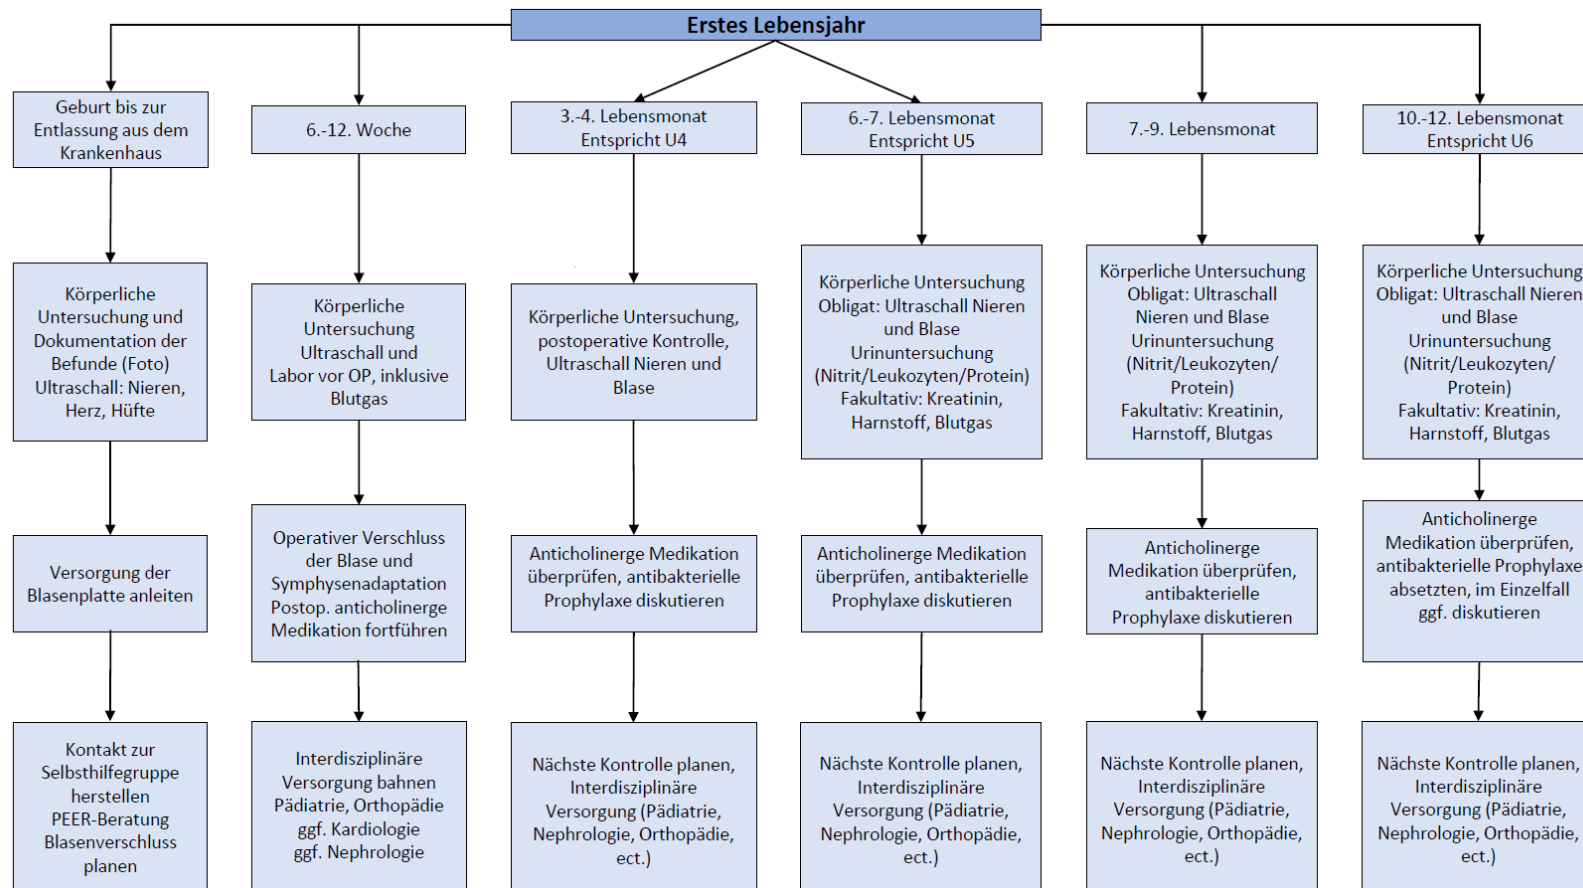 Erstes Lebensjahr
Geburt bis zur
Entlassung aus dem
Krankenhaus
6.-12. Woche
3.-4. Lebensmonat
Entspricht U4
6.-7. Lebensmonat
Entspricht U5
7.-9. Lebensmonat
10.-12. Lebensmonat
Entspricht U6
Körperliche
Untersuchung und
Dokumentation der
Befunde (Foto)
Ultraschall: Nieren,
Herz, Hüfte
Körperliche
Untersuchung
Ultraschall und
Labor vor OP, inklusive
Blutgas
Körperliche Untersuchung,
postoperative Kontrolle,
Ultraschall Nieren und
Blase
Körperliche Untersuchung
Obligat: Ultraschall Nieren
und Blase
Urinuntersuchung
(Nitrit/Leukozyten/Protein)
Fakultativ: Kreatinin,
Harnstoff, Blutgas
Körperliche Untersuchung
Obligat: Ultraschall
Nieren und Blase
Urinuntersuchung
(Nitrit/Leukozyten/
Protein)
Fakultativ: Kreatinin,
Harnstoff, Blutgas
Körperliche Untersuchung
Obligat: Ultraschall Nieren
und Blase
Urinuntersuchung
(Nitrit/Leukozyten/
Protein)
Fakultativ: Kreatinin,
Harnstoff, Blutgas
Versorgung der
Blasenplatte anleiten
Operativer Verschluss
der Blase und
Symphysenadaptation
Postop. anticholinerge
Medikation fortführen
Anticholinerge Medikation
überprüfen, antibakterielle
Prophylaxe diskutieren
Anticholinerge Medikation
überprüfen, antibakterielle
Prophylaxe diskutieren
Anticholinerge
Medikation überprüfen,
antibakterielle
Prophylaxe diskutieren
Anticholinerge
Medikation überprüfen,
antibakterielle Prophylaxe
absetzten, im Einzelfall
ggf. diskutieren
Kontakt zur
Selbsthilfegruppe
herstellen
PEER-Beratung
Blasenverschluss
planen
Interdisziplinäre
Versorgung bahnen
Pädiatrie, Orthopädie
ggf. Kardiologie
ggf. Nephrologie
Nächste Kontrolle planen,
Interdisziplinäre
Versorgung (Pädiatrie,
Nephrologie, Orthopädie,
ect.)
Nächste Kontrolle planen,
Interdisziplinäre
Versorgung (Pädiatrie,
Nephrologie, Orthopädie,
ect.)
Nächste Kontrolle planen,
Interdisziplinäre
Versorgung (Pädiatrie,
Nephrologie, Orthopädie,
ect.)
Nächste Kontrolle planen,
Interdisziplinäre
Versorgung (Pädiatrie,
Nephrologie, Orthopädie,
ect.)